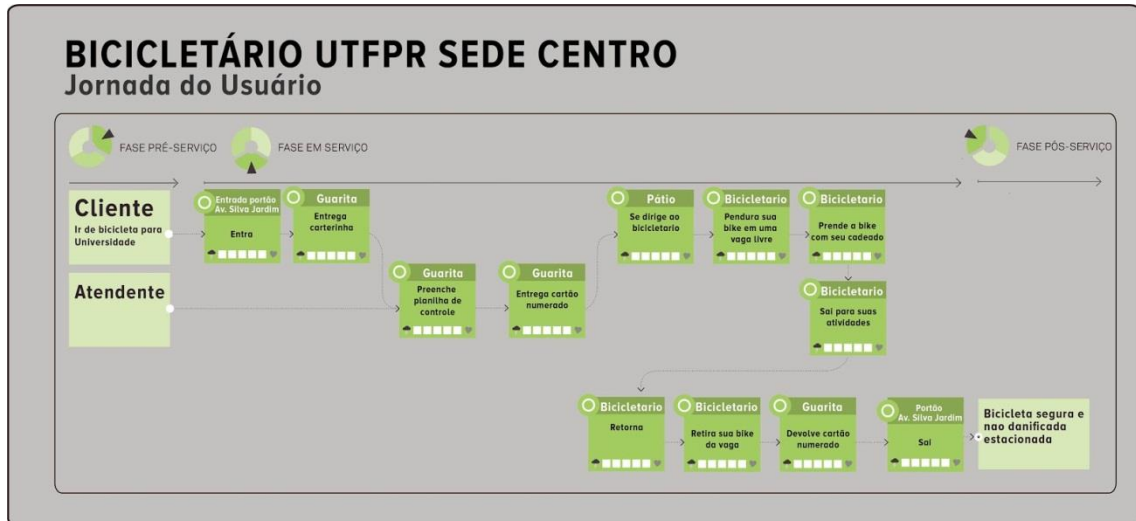 BICICLETÁRIO UTFPR SEDE CENTRO
Jornada do Usuário
FASE PRÉ-SERVIÇO
FASE EM SERVIÇO
FASE PÓS-SERVIÇO
Cliente
Ir de bicicleta para
Universidade
Entrada portão
Av. Silva Jardim
Entra
Guarita
Entrega
carterinha
Pátio
Se dirige ao
bicicletario
Bicicletario
Pendura sua
bike em uma
vaga livre
Bicicletario
Prende a bike
com seu cadeado
Atendente
Guarita
Preenche
planilha de
controle
Guarita
Entrega cartão
numerado
Bicicletario
Sai para suas
atividades
Bicicletario
Retorna
Bicicletario
Retira sua bike
da vaga
Guarita
Devolve cartão
numerado
Portão
Av. Silva Jardim
Sai
Bicicleta segura e
nao danificada
estacionada